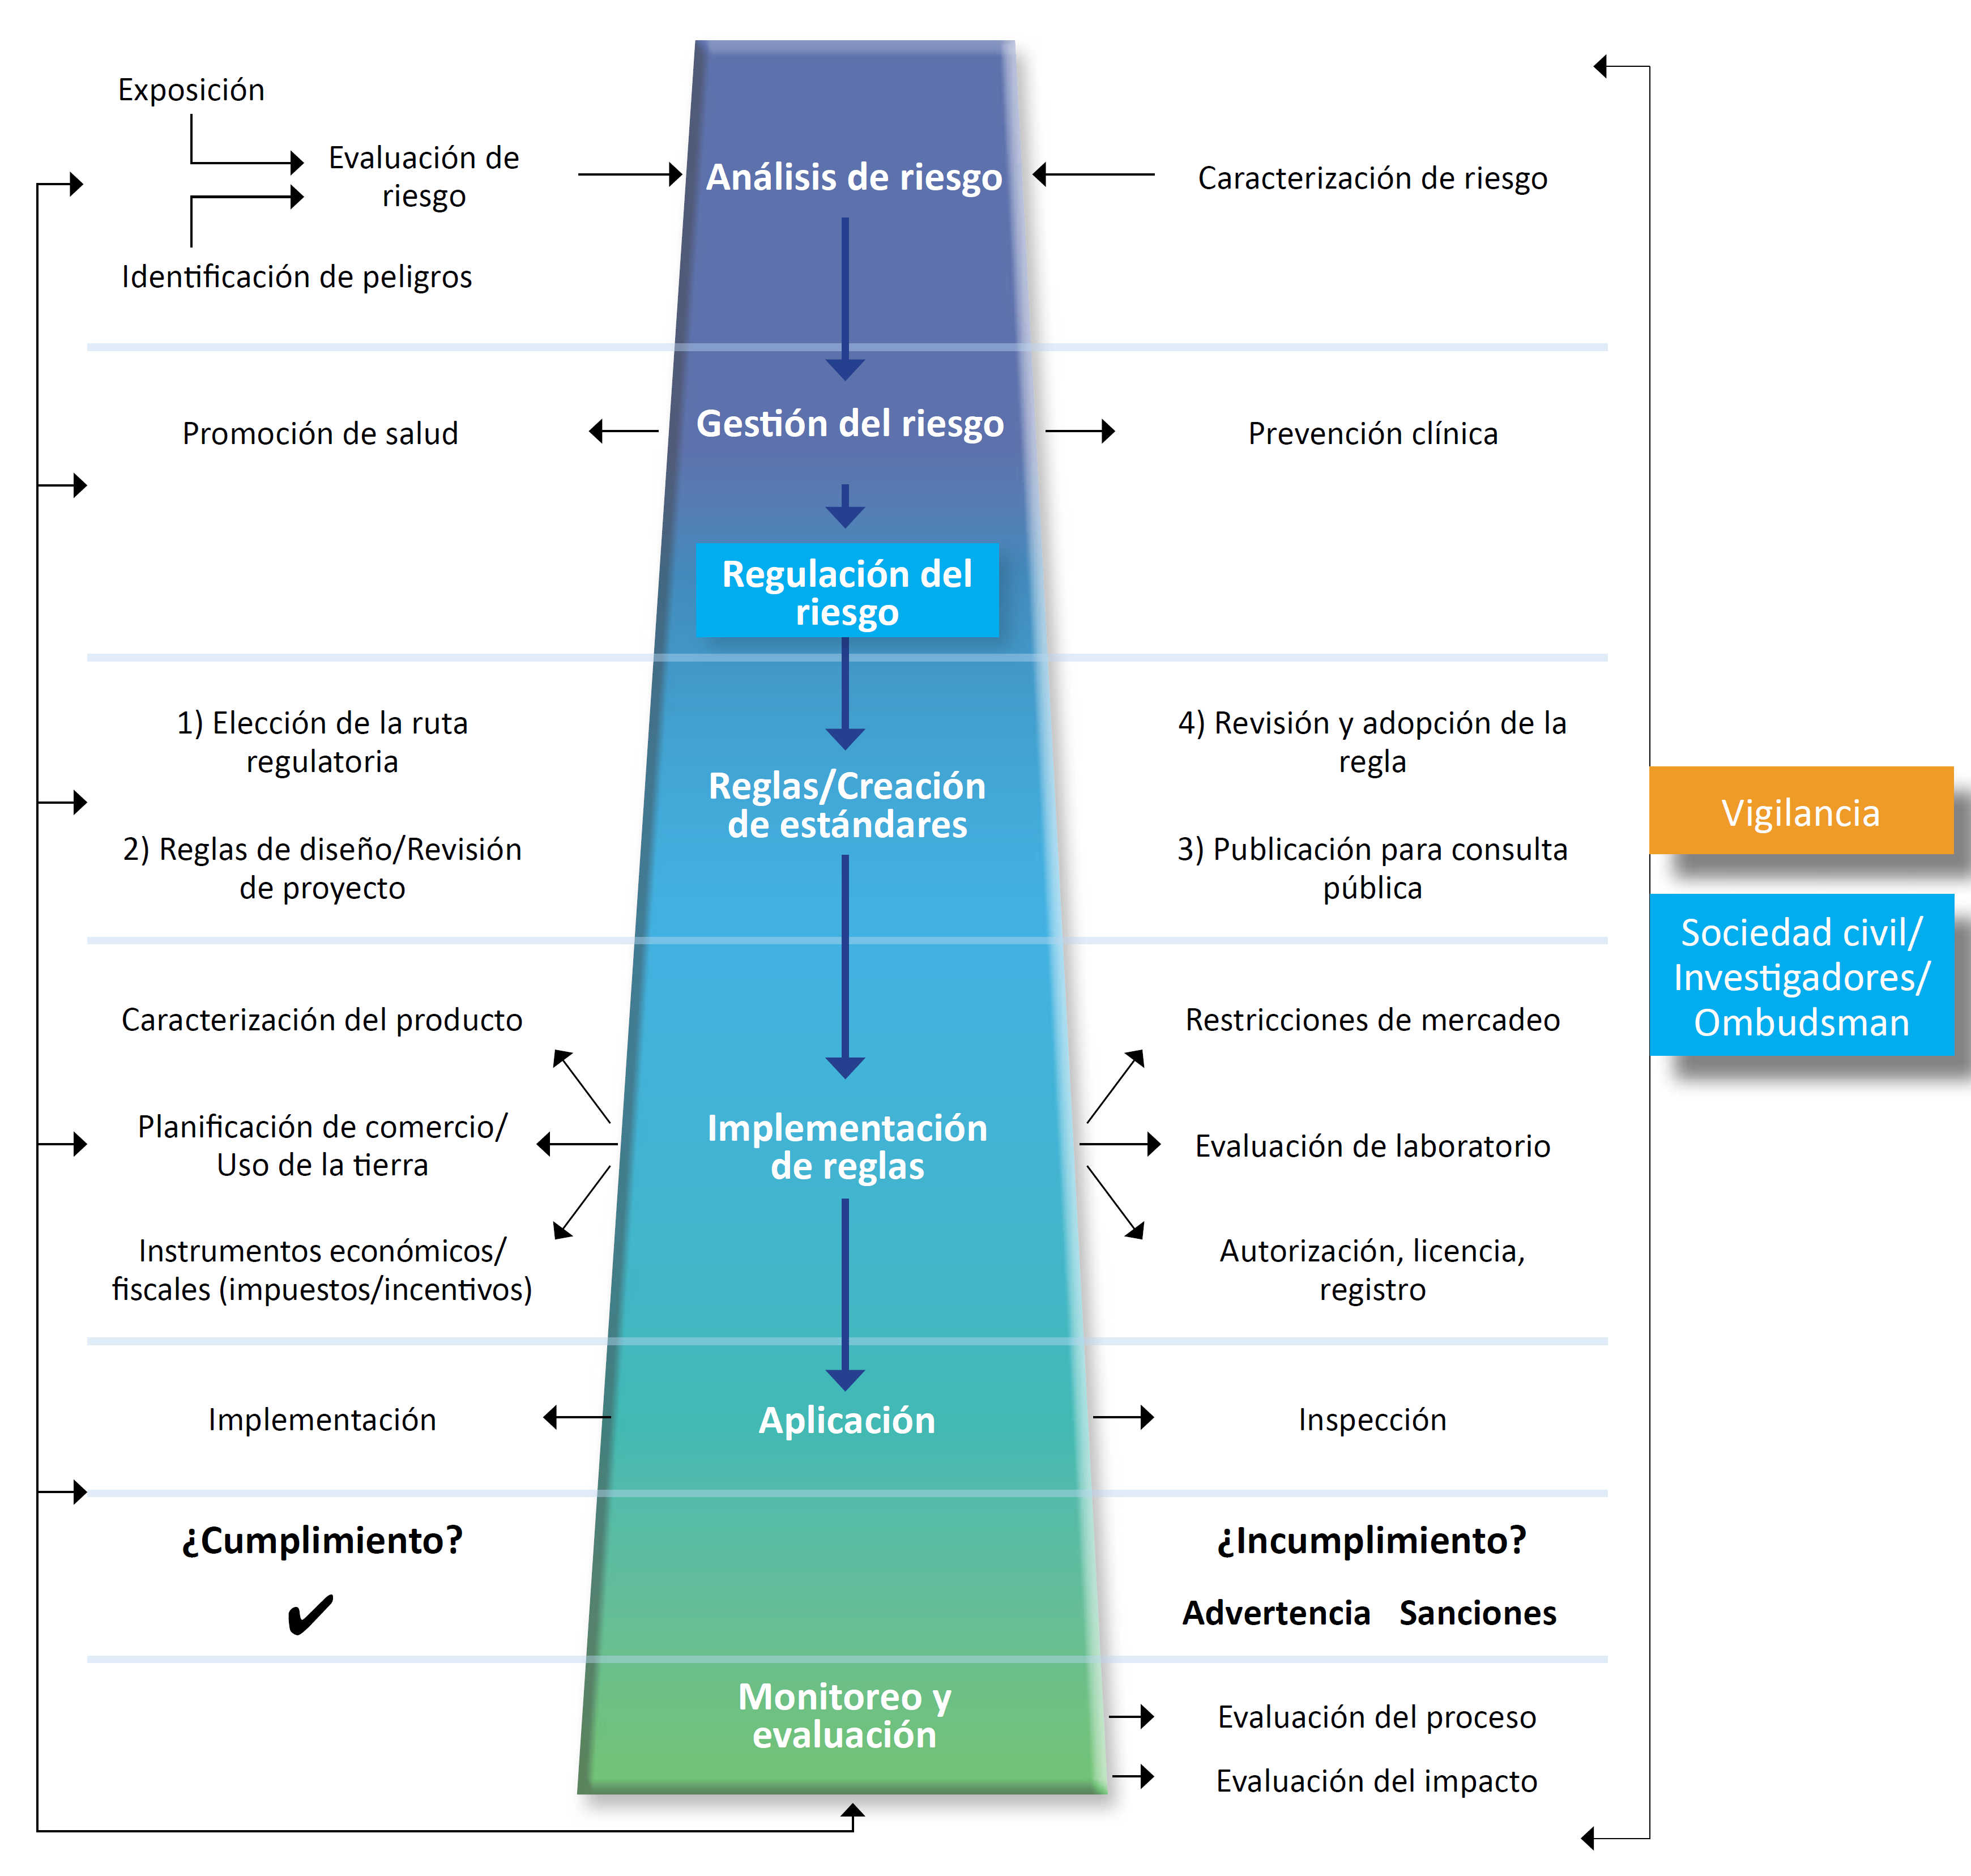 Exposición
Evaluación de
riesgo
Identificación de peligros
Análisis de riesgo
Caracterización de riesgo
Promoción de salud
Gestión del riesgo
Prevención clínica
Regulación del
riesgo
1) Elección de la ruta
regulatoria
2) Reglas de diseño/Revisión
de proyecto
Reglas/Creación
de estándares
4) Revisión y adopción de la
regla
3) Publicación para consulta
pública
Vigilancia
Sociedad civil/
Investigadores/
Ombudsman
Caracterización del producto
Planificación de comercio/
Uso de la tierra
Instrumentos económicos/
fiscales (impuestos/incentivos)
Implementación
de reglas
Restricciones de mercadeo
Evaluación de laboratorio
Autorización, licencia,
registro
Implementación
Aplicación
Inspección
¿Cumplimiento?
¿Incumplimiento?
Advertencia Sanciones
Monitoreo y
evaluación
Evaluación del proceso
Evaluación del impacto